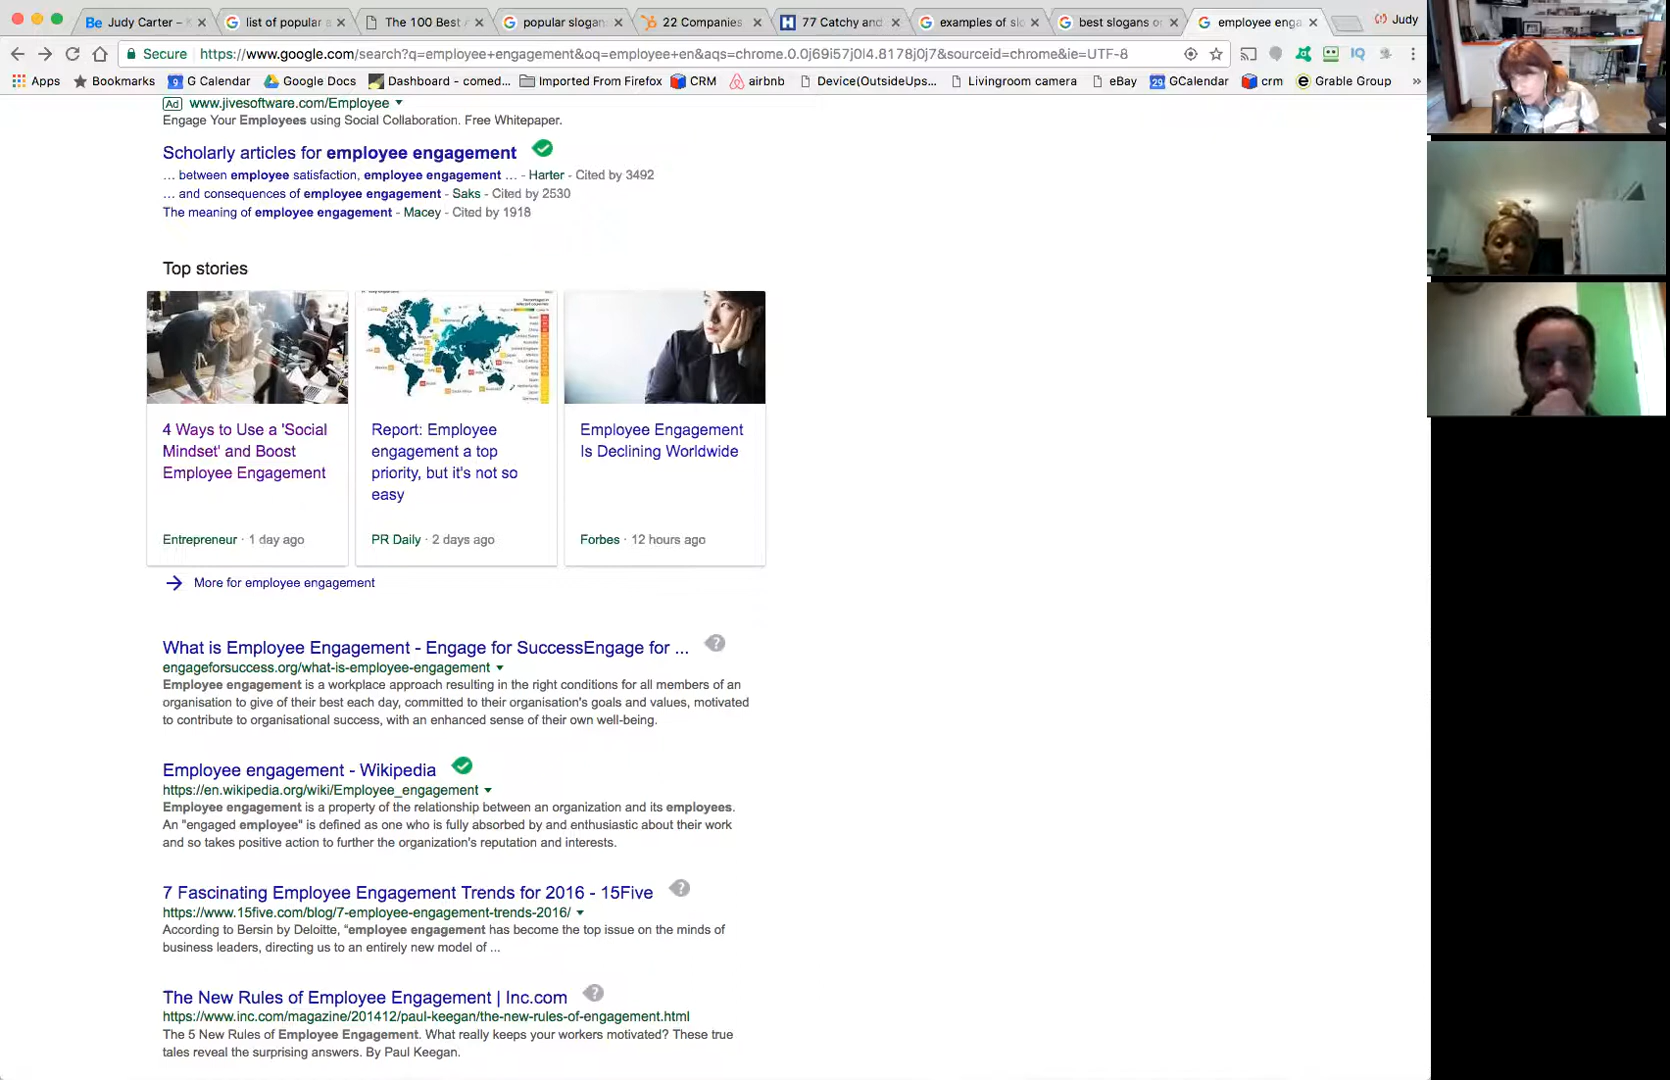 Judy Carter –
list of popular a
The 100 Best A
popular slogan
22 Companies
77 Catchy and
examples of slo
best slogans o
employee enga
Judy
Secure
https://www.google.com/search?q=employee+engagement&oq=employee+en&aqs=chrome.0.0j69i57j0l4.8178j0j7&sourceid=chrome&ie=UTF-8
Apps
Bookmarks
G Calendar
Google Docs
Dashboard - comed...
Imported From Firefox
CRM
airbnb
Device(OutsideUps...
Livingroom camera
eBay
GCalendar
crm
Grable Group
»
Ad www.jivesoftware.com/Employee
Engage Your Employees using Social Collaboration. Free Whitepaper.
Scholarly articles for employee engagement
... between employee satisfaction, employee engagement ... - Harter - Cited by 3492
... and consequences of employee engagement - Saks - Cited by 2530
The meaning of employee engagement - Macey - Cited by 1918
Top stories
4 Ways to Use a 'Social
Mindset' and Boost
Employee Engagement
Entrepreneur · 1 day ago
Report: Employee
engagement a top
priority, but it's not so
easy
PR Daily · 2 days ago
Employee Engagement
Is Declining Worldwide
Forbes · 12 hours ago
More for employee engagement
What is Employee Engagement - Engage for SuccessEngage for ...
engageforsuccess.org/what-is-employee-engagement
Employee engagement is a workplace approach resulting in the right conditions for all members of an
organisation to give of their best each day, committed to their organisation's goals and values, motivated
to contribute to organisational success, with an enhanced sense of their own well-being.
Employee engagement - Wikipedia
https://en.wikipedia.org/wiki/Employee_engagement
Employee engagement is a property of the relationship between an organization and its employees.
An "engaged employee" is defined as one who is fully absorbed by and enthusiastic about their work
and so takes positive action to further the organization's reputation and interests.
7 Fascinating Employee Engagement Trends for 2016 - 15Five
https://www.15five.com/blog/7-employee-engagement-trends-2016/
According to Bersin by Deloitte, "employee engagement has become the top issue on the minds of
business leaders, directing us to an entirely new model of ...
The New Rules of Employee Engagement | Inc.com
https://www.inc.com/magazine/201412/paul-keegan/the-new-rules-of-engagement.html
The 5 New Rules of Employee Engagement. What really keeps your workers motivated? These true
tales reveal the surprising answers. By Paul Keegan.